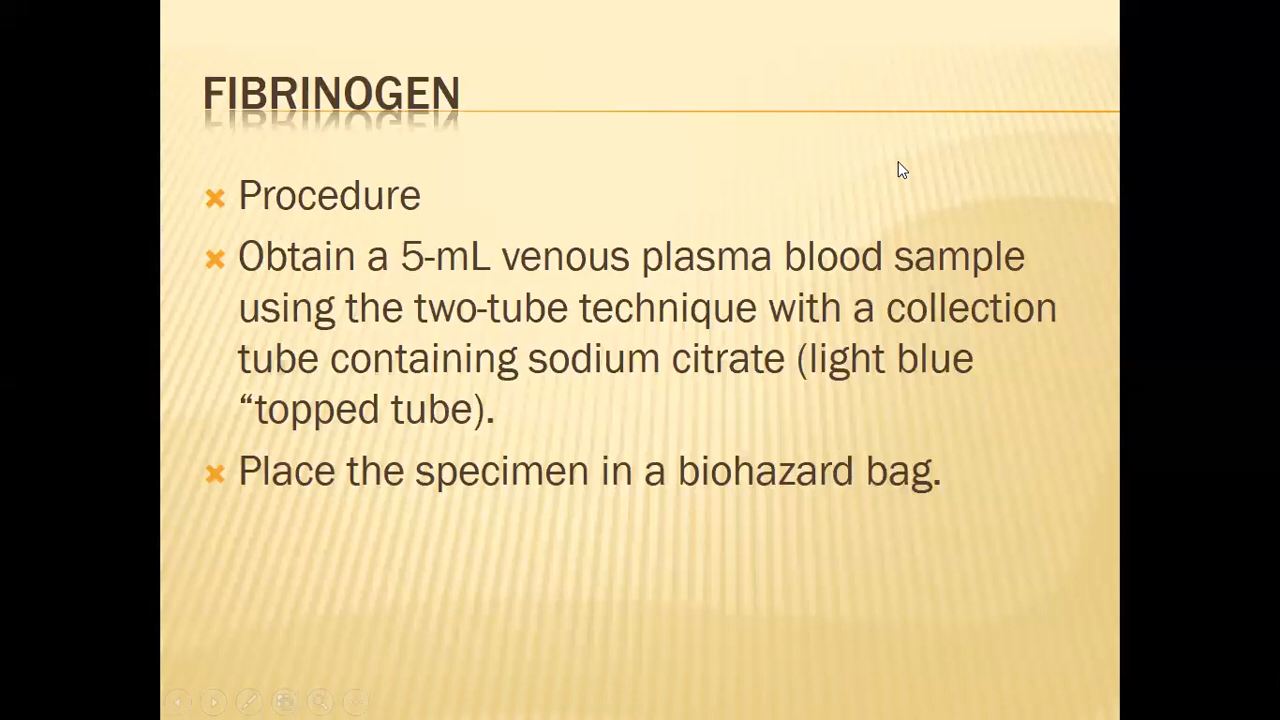 FIBRINOGEN
Procedure
Obtain a 5-mL venous plasma blood sample
using the two-tube technique with a collection
tube containing sodium citrate (light blue
“topped tube).
Place the specimen in a biohazard bag.